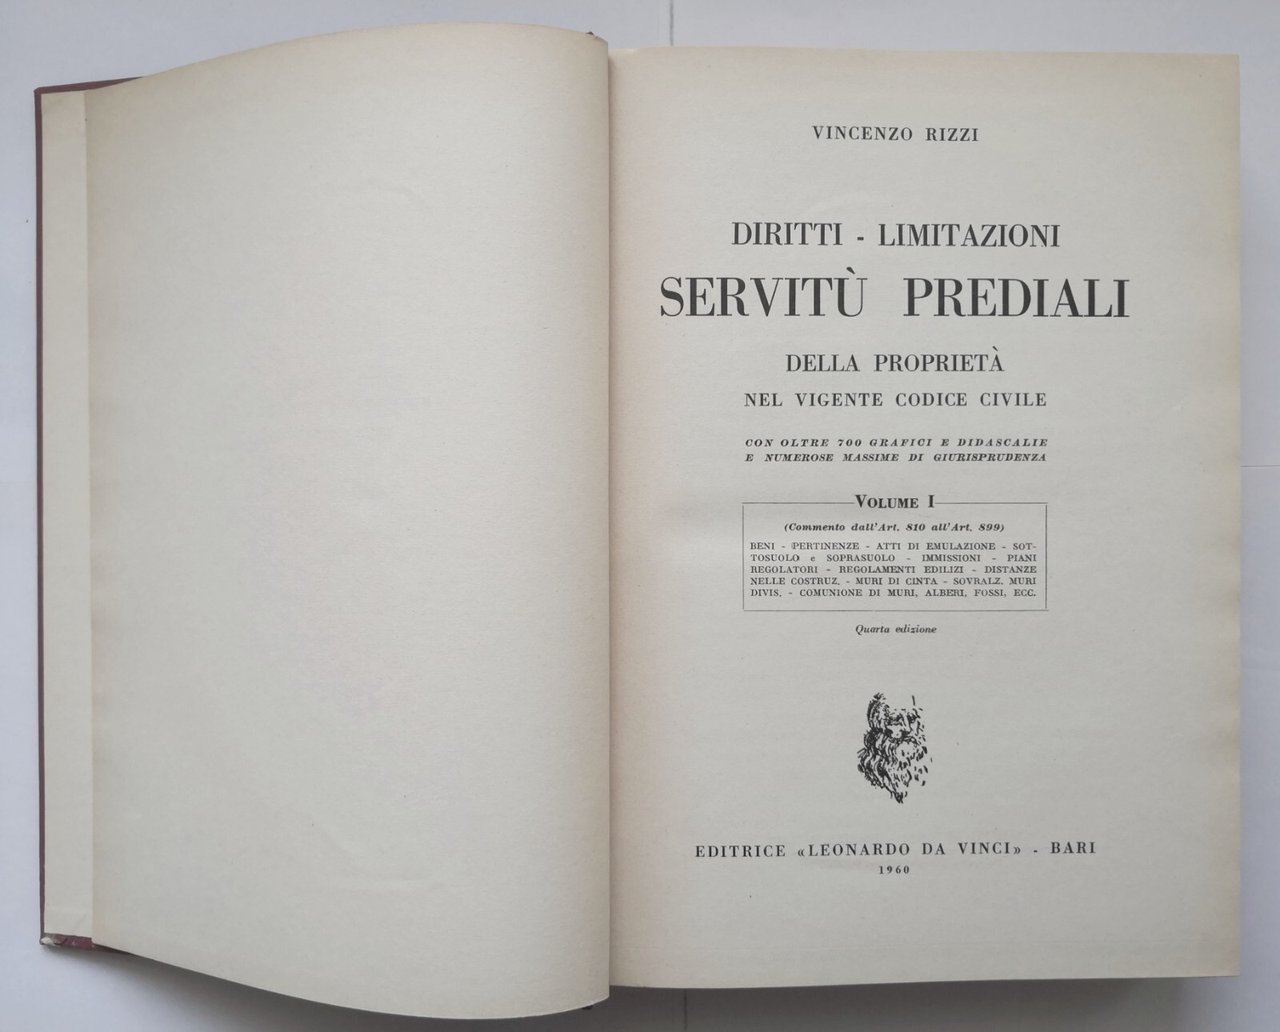 VINCENZO RIZZI
DIRITTI - LIMITAZIONI
SERVITÙ PREDIALI
DELLA PROPRIETÀ
NEL VIGENTE CODICE CIVILE
CON OLTRE 700 GRAFICI E DIDASCALIE
E NUMEROSE MASSIME DI GIURISPRUDENZA
VOLUME I
(Commento dall'Art. 810 all'Art. 899)
BENI - PERTINENZE - ATTI DI EMULAZIONE - SOT-
TOSUOLO e SOPRASUOLO - IMMISSIONI - PIANI
REGOLATORI - REGOLAMENTI EDILIZI - DISTANZE
NELLE COSTRUZ. - MURI DI CINTA - SOVRALZ. MURI
DIVIS. - COMUNIONE DI MURI, ALBERI, FOSSI, ECC.
Quarta edizione
EDITRICE «LEONARDO DA VINCI» - BARI
1960